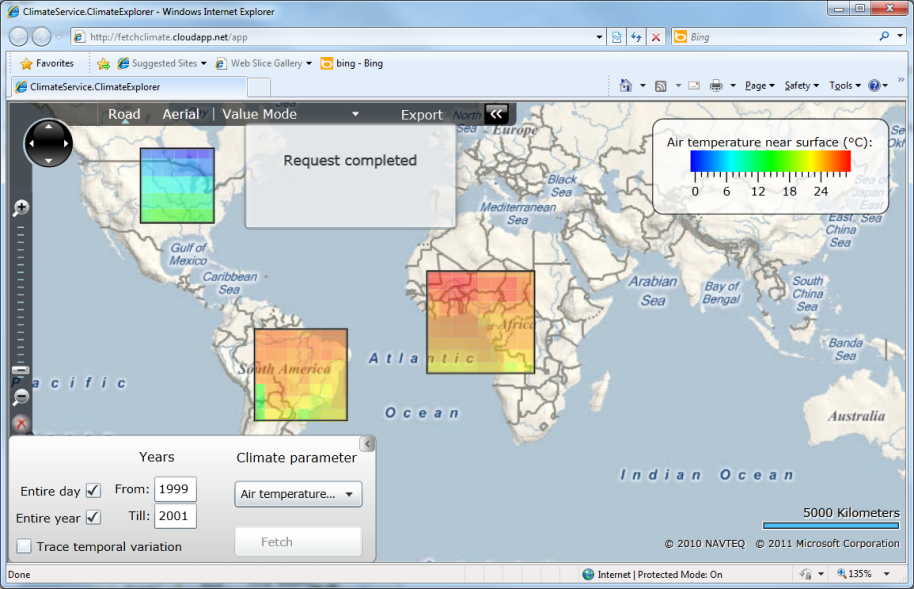 ClimateService.ClimateExplorer - Windows Internet Explorer
http://fetchclimate.cloudapp.net/app
Bing
Favorites
Suggested Sites
Web Slice Gallery
bing - Bing
ClimateService.ClimateExplorer
Page
Safety
Tools
Road
Aerial
Value Mode
Export
Request completed
Air temperature near surface (°C):
0 6 12 18 24
Sea
Europe
Black
Sea
Mediterranean
Sea
Gulf of
Mexico
Caribbean
Sea
Arabian
Sea
Bay of
Bengal
East
China
Sea
South
China
Sea
Banda
Sea
Africa
South America
Atlantic
Ocean
Pacific
Australia
Indian Ocean
Years
Climate parameter
Entire day
From: 1999
Air temperature...
Entire year
Till: 2001
Trace temporal variation
Fetch
5000 Kilometers
© 2010 NAVTEQ © 2011 Microsoft Corporation
Done
Internet | Protected Mode: On
135%